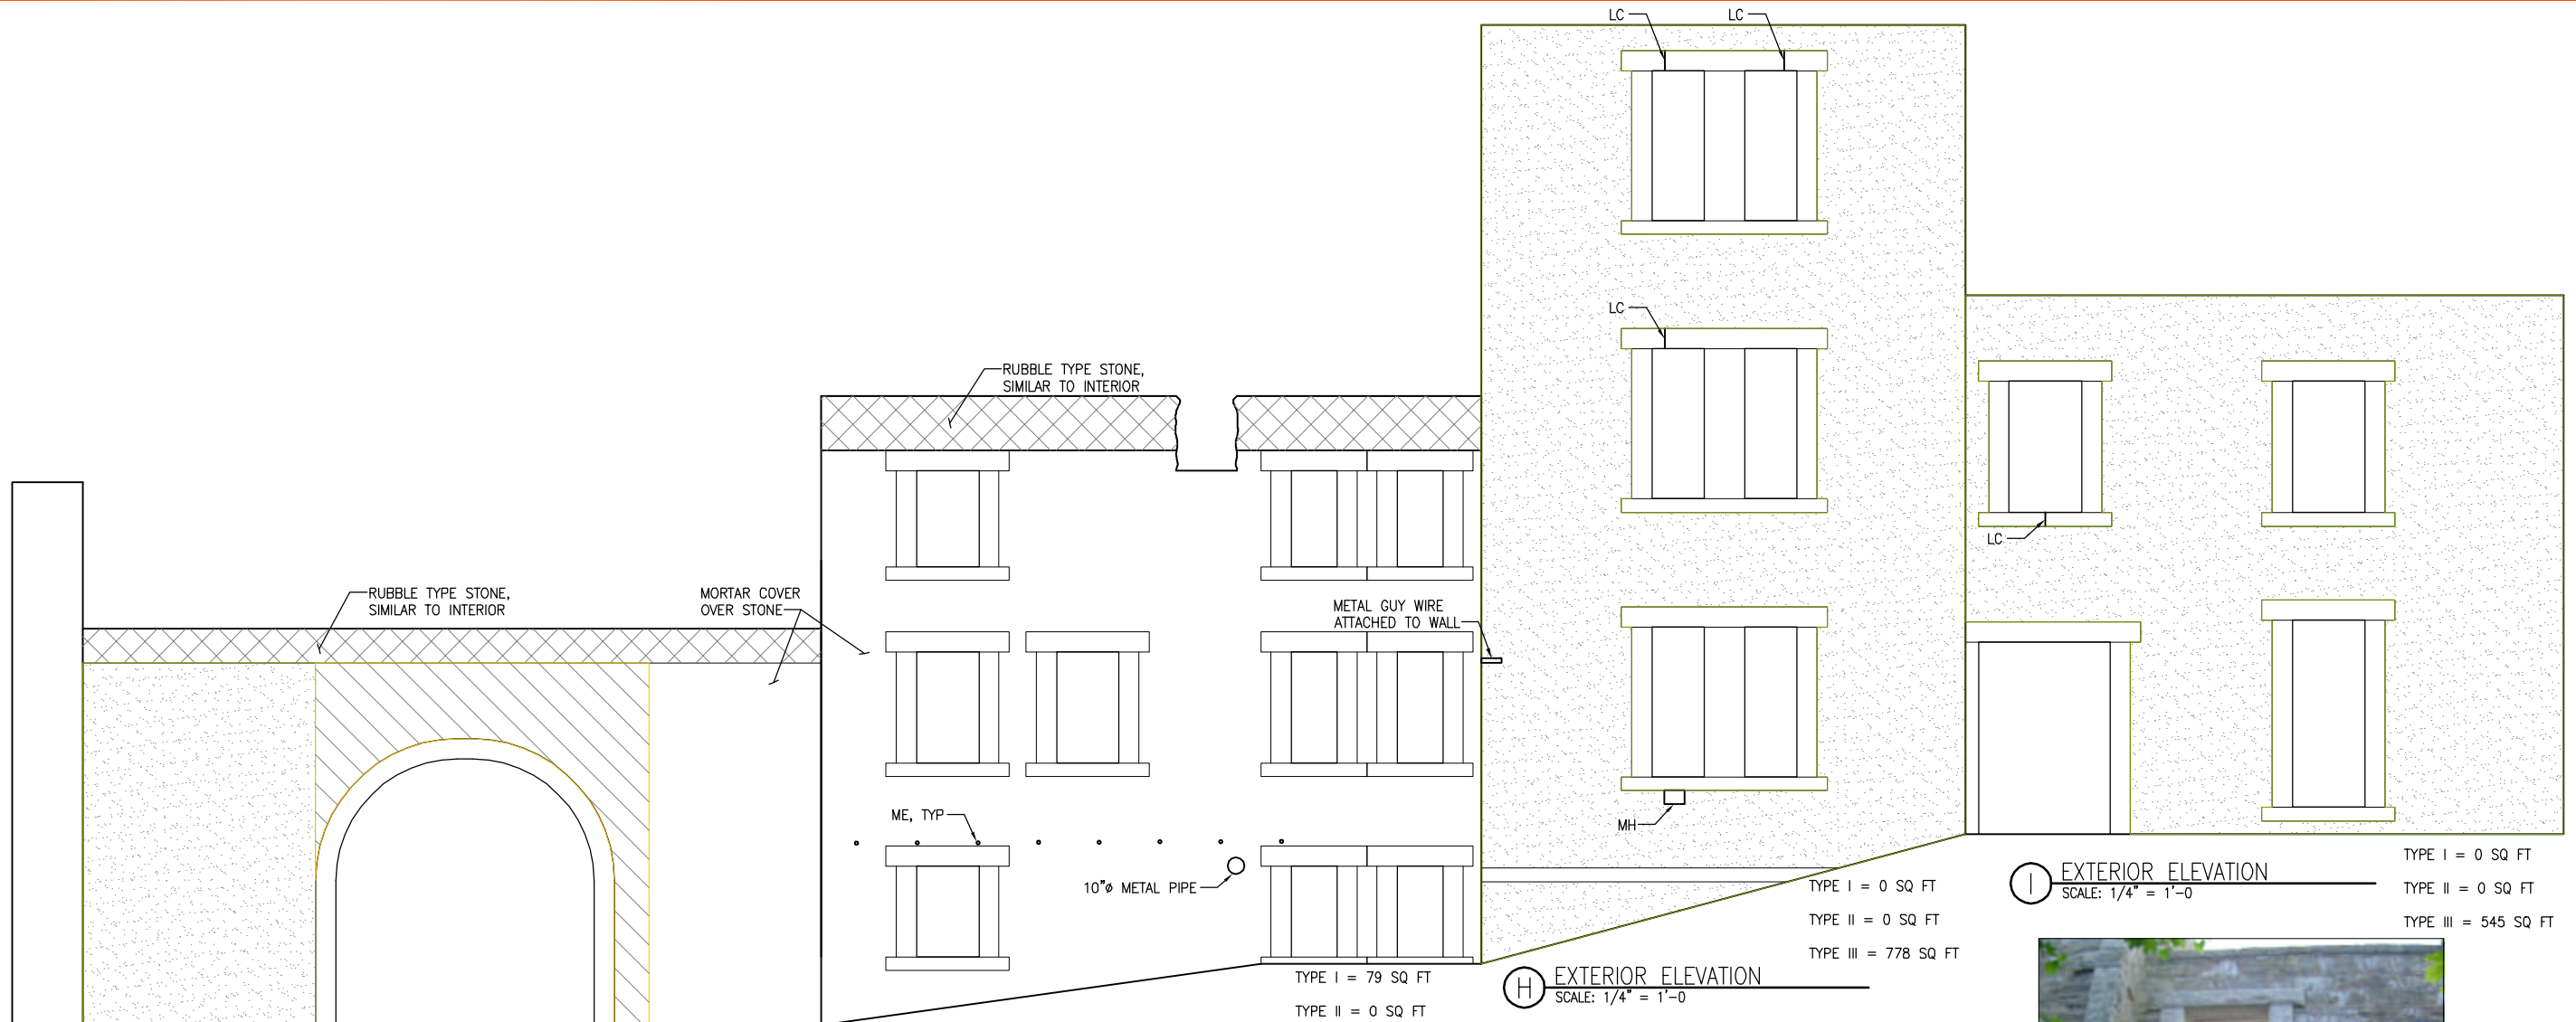 LC
LC
LC
RUBBLE TYPE STONE,
SIMILAR TO INTERIOR
LC
RUBBLE TYPE STONE,
SIMILAR TO INTERIOR
MORTAR COVER
OVER STONE
METAL GUY WIRE
ATTACHED TO WALL
ME, TYP
MH
10"ø METAL PIPE
TYPE I = 79 SQ FT
TYPE II = 0 SQ FT
H
EXTERIOR ELEVATION
SCALE: 1/4" = 1'-0
TYPE I = 0 SQ FT
TYPE II = 0 SQ FT
TYPE III = 778 SQ FT
I
EXTERIOR ELEVATION
SCALE: 1/4" = 1'-0
TYPE I = 0 SQ FT
TYPE II = 0 SQ FT
TYPE III = 545 SQ FT